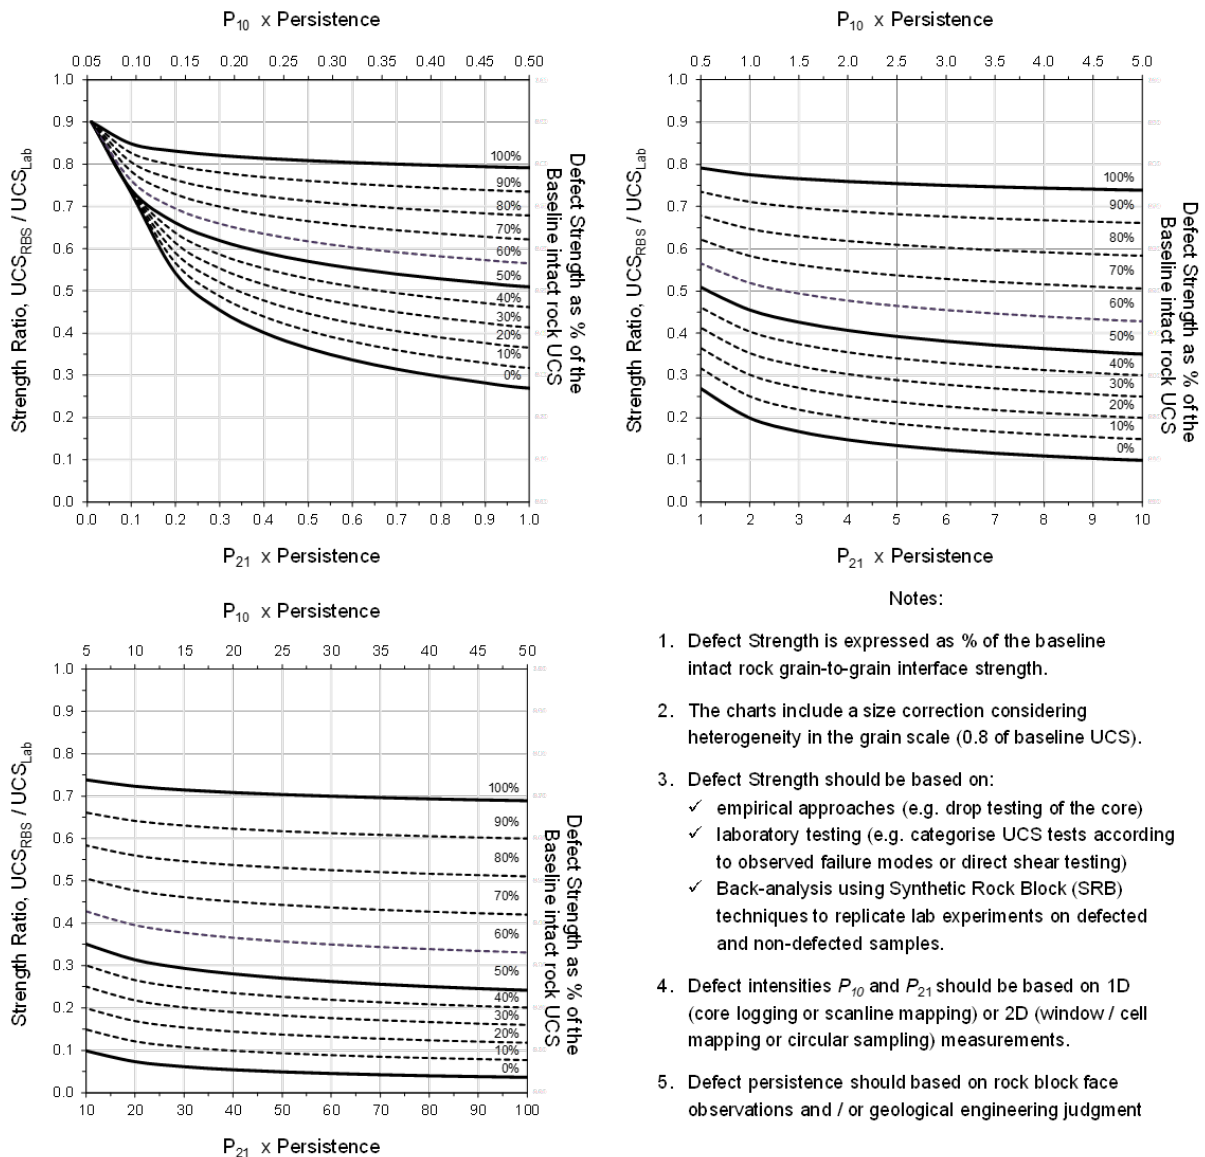 P10 x Persistence
0.05 0.10 0.15 0.20 0.25 0.30 0.35 0.40 0.45 0.50
1.0
0.9
0.8
0.7
0.6
0.5
0.4
0.3
0.2
0.1
0.0
Strength Ratio, UCSRBS / UCSLab
100%
90%
80%
70%
60%
50%
40%
30%
20%
10%
0%
Defect Strength as % of the
Baseline intact rock UCS
0.0 0.1 0.2 0.3 0.4 0.5 0.6 0.7 0.8 0.9 1.0
P21 x Persistence
P10 x Persistence
0.5 1.0 1.5 2.0 2.5 3.0 3.5 4.0 4.5 5.0
1.0
0.9
0.8
0.7
0.6
0.5
0.4
0.3
0.2
0.1
0.0
Strength Ratio, UCSRBS / UCSLab
100%
90%
80%
70%
60%
50%
40%
30%
20%
10%
0%
Defect Strength as % of the
Baseline intact rock UCS
1 2 3 4 5 6 7 8 9 10
P21 x Persistence
P10 x Persistence
5 10 15 20 25 30 35 40 45 50
1.0
0.9
0.8
0.7
0.6
0.5
0.4
0.3
0.2
0.1
0.0
Strength Ratio, UCSRBS / UCSLab
100%
90%
80%
70%
60%
50%
40%
30%
20%
10%
0%
Defect Strength as % of the
Baseline intact rock UCS
10 20 30 40 50 60 70 80 90 100
P21 x Persistence
Notes:
1. Defect Strength is expressed as % of the baseline
intact rock grain-to-grain interface strength.
2. The charts include a size correction considering
heterogeneity in the grain scale (0.8 of baseline UCS).
3. Defect Strength should be based on:
✓ empirical approaches (e.g. drop testing of the core)
✓ laboratory testing (e.g. categorise UCS tests according
to observed failure modes or direct shear testing)
✓ Back-analysis using Synthetic Rock Block (SRB)
techniques to replicate lab experiments on defected
and non-defected samples.
4. Defect intensities P10 and P21 should be based on 1D
(core logging or scanline mapping) or 2D (window / cell
mapping or circular sampling) measurements.
5. Defect persistence should based on rock block face
observations and / or geological engineering judgment